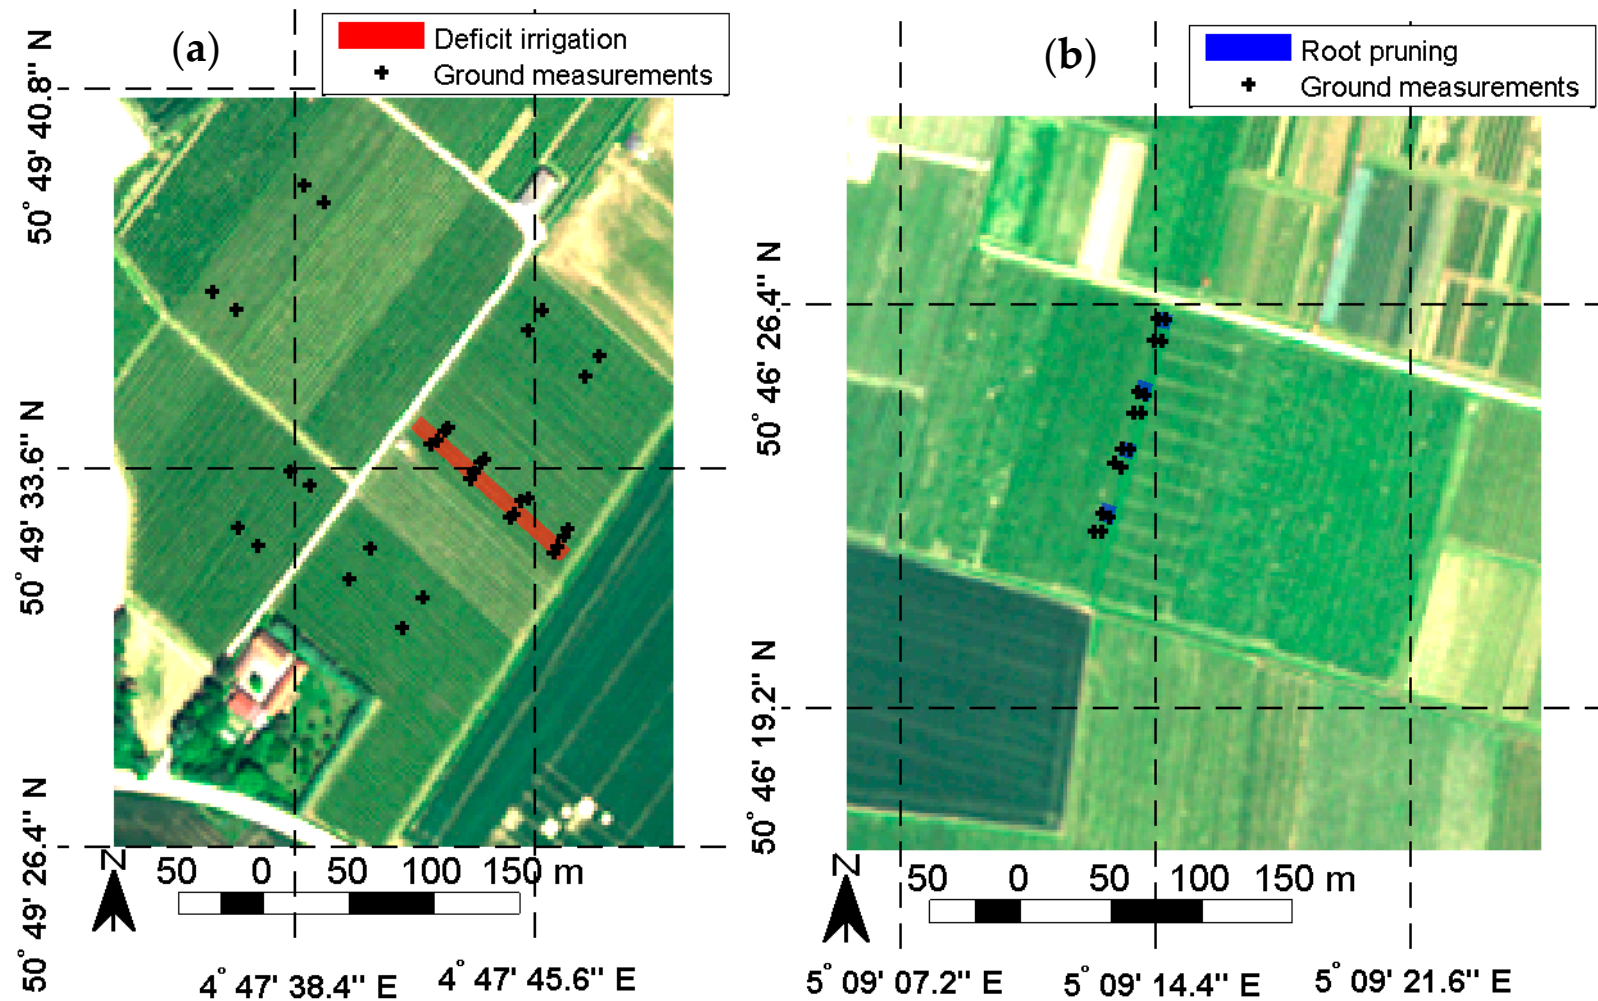 (a)
Deficit irrigation
Ground measurements
50° 49' 40.8'' N
50° 49' 33.6'' N
50° 49' 26.4'' N
N
50 0 50 100 150 m
4° 47' 38.4'' E
4° 47' 45.6'' E
(b)
Root pruning
Ground measurements
50° 46' 26.4'' N
50° 46' 19.2'' N
N
50 0 50 100 150 m
5° 09' 07.2'' E
5° 09' 14.4'' E
5° 09' 21.6'' E